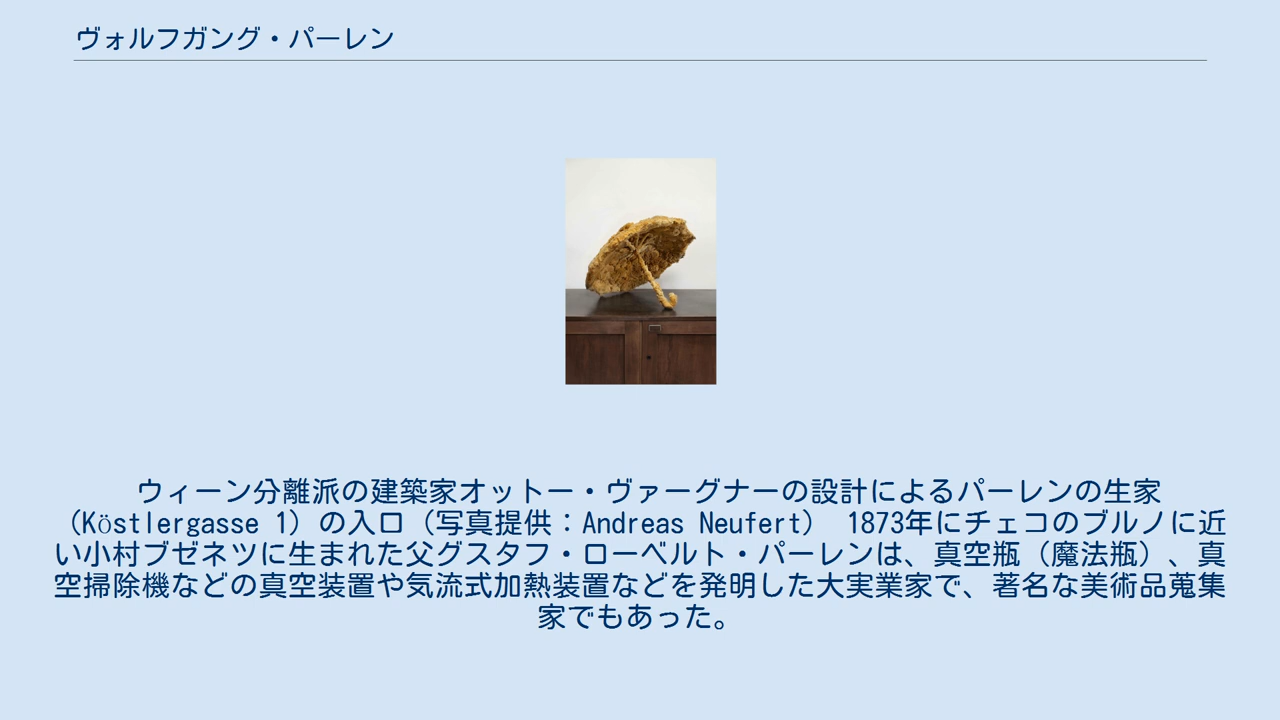 ヴォルフガング・パーレン
ウィーン分離派の建築家オットー・ヴァーグナーの設計によるパーレンの生家
（Köstlergasse 1）の入口（写真提供：Andreas Neufert） 1873年にチェコのブルノに近
い小村ブゼネツに生まれた父グスタフ・ローベルト・パーレンは、真空瓶（魔法瓶）、真
空掃除機などの真空装置や気流式加熱装置などを発明した大実業家で、著名な美術品蒐集
家でもあった。